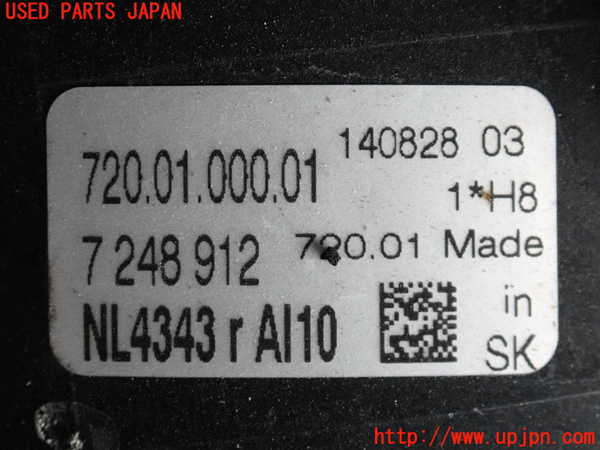 USED PARTS JAPAN
140828 03
720.01.000.01
1*H8
7 248 912 720.01 Made
in
NL4343 r AI10
SK
http://www.upjpn.com/